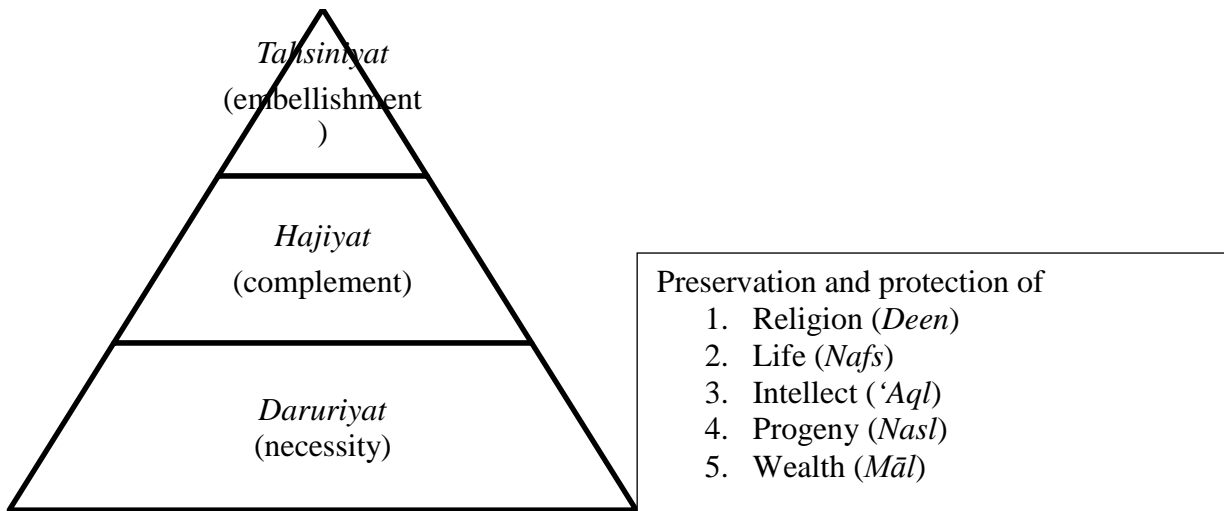 Tahsiniyat
(embellishment
)
Hajiyat
(complement)
Daruriyat
(necessity)
Preservation and protection of
1. Religion (Deen)
2. Life (Nafs)
3. Intellect (‘Aql)
4. Progeny (Nasl)
5. Wealth (Māl)